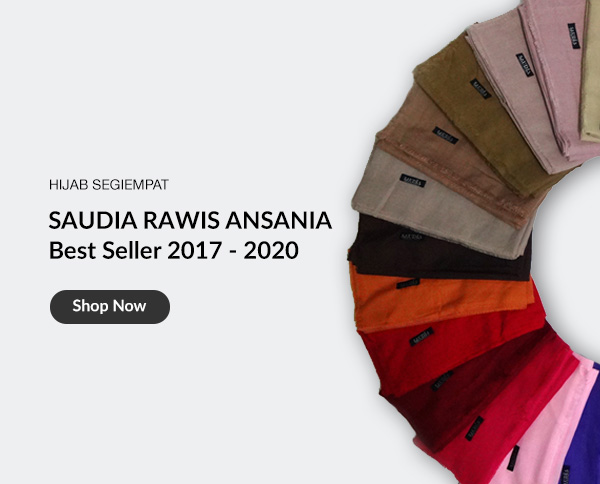 HIJAB SEGIEMPAT
SAUDIA RAWIS ANSANIA
Best Seller 2017 - 2020
Shop Now